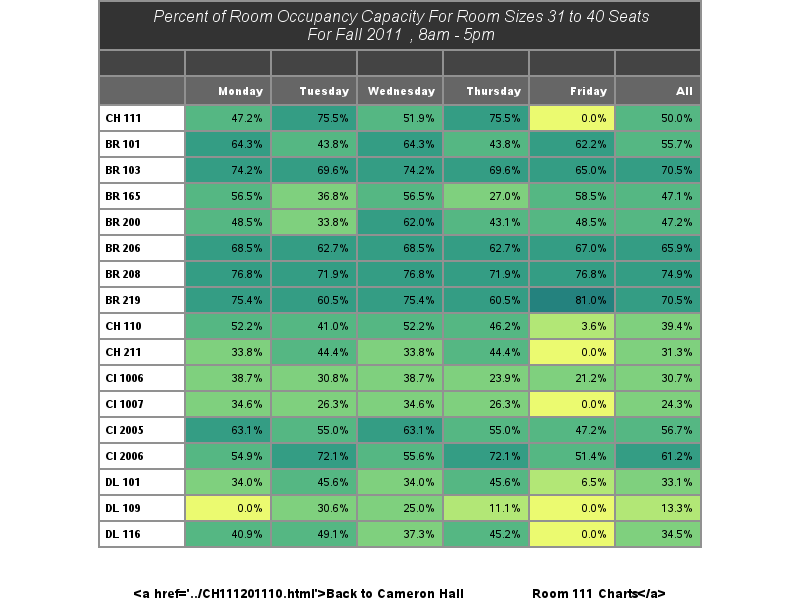 Percent of Room Occupancy Capacity For Room Sizes 31 to 40 Seats
For Fall 2011 , 8am - 5pm
Monday Tuesday Wednesday Thursday Friday All
CH 111 47.2% 75.5% 51.9% 75.5% 0.0% 50.0%
BR 101 64.3% 43.8% 64.3% 43.8% 62.2% 55.7%
BR 103 74.2% 69.6% 74.2% 69.6% 65.0% 70.5%
BR 165 56.5% 36.8% 56.5% 27.0% 58.5% 47.1%
BR 200 48.5% 33.8% 62.0% 43.1% 48.5% 47.2%
BR 206 68.5% 62.7% 68.5% 62.7% 67.0% 65.9%
BR 208 76.8% 71.9% 76.8% 71.9% 76.8% 74.9%
BR 219 75.4% 60.5% 75.4% 60.5% 81.0% 70.5%
CH 110 52.2% 41.0% 52.2% 46.2% 3.6% 39.4%
CH 211 33.8% 44.4% 33.8% 44.4% 0.0% 31.3%
CI 1006 38.7% 30.8% 38.7% 23.9% 21.2% 30.7%
CI 1007 34.6% 26.3% 34.6% 26.3% 0.0% 24.3%
CI 2005 63.1% 55.0% 63.1% 55.0% 47.2% 56.7%
CI 2006 54.9% 72.1% 55.6% 72.1% 51.4% 61.2%
DL 101 34.0% 45.6% 34.0% 45.6% 6.5% 33.1%
DL 109 0.0% 30.6% 25.0% 11.1% 0.0% 13.3%
DL 116 40.9% 49.1% 37.3% 45.2% 0.0% 34.5%
<a href='../CH111201110.html'>Back to Cameron Hall Room 111 Charts</a>